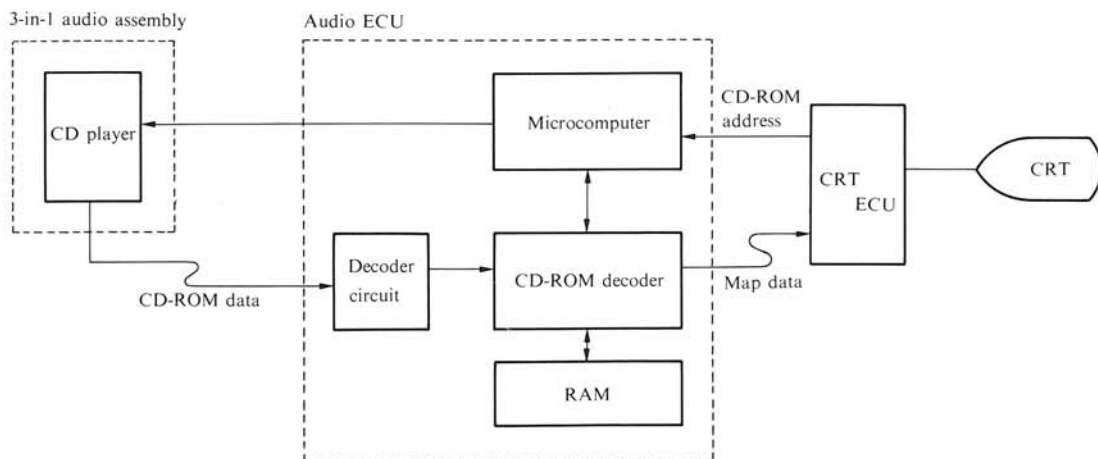 3-in-1 audio assembly
Audio ECU
CD player
Microcomputer
CD-ROM
address
CRT
ECU
CRT
Decoder
circuit
CD-ROM decoder
CD-ROM data
Map data
RAM